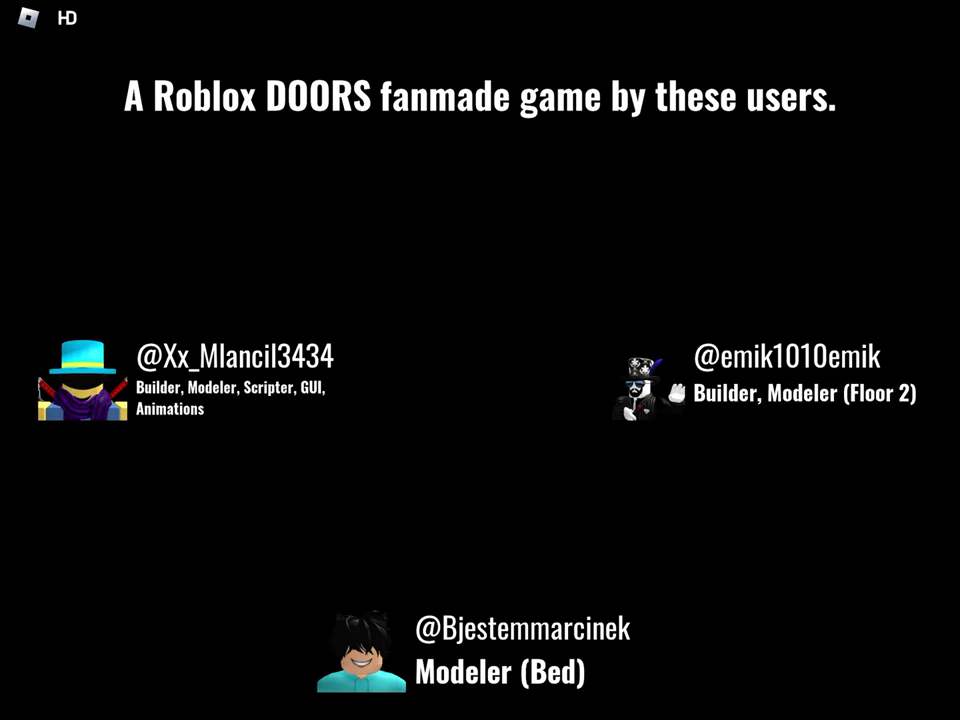 HD
A Roblox DOORS fanmade game by these users.
@Xx_Mlancil3434
Builder, Modeler, Scripter, GUI,
Animations
@emik1010emik
Builder, Modeler (Floor 2)
@Bjestemmarcinek
Modeler (Bed)